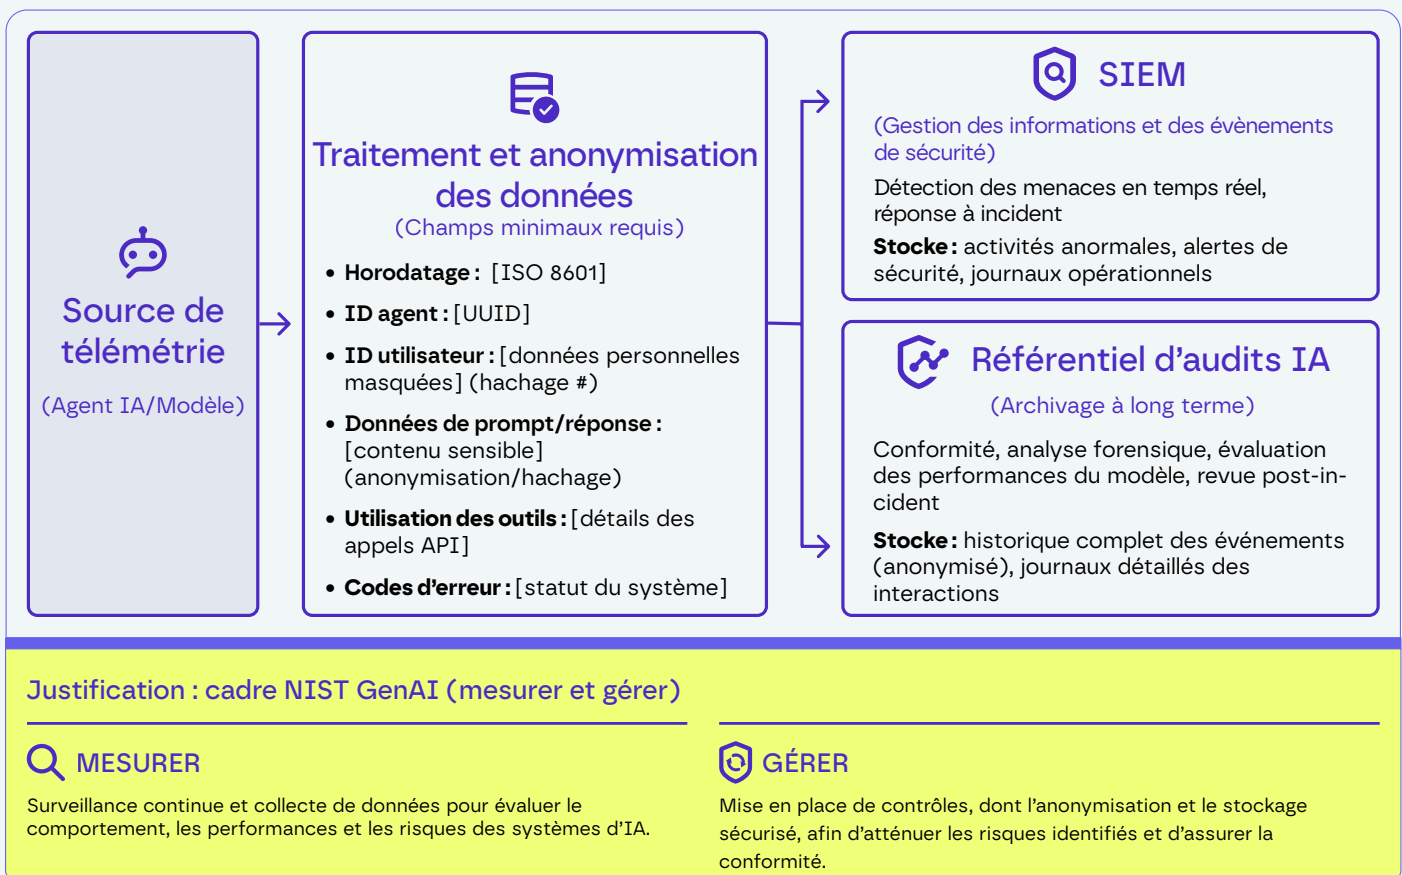 Source de
télémétrie
(Agent IA/Modèle)
Traitement et anonymisation
des données
(Champs minimaux requis)
• Horodatage : [ISO 8601]
• ID agent : [UUID]
• ID utilisateur : [données personnelles
masquées] (hachage #)
• Données de prompt/réponse :
[contenu sensible]
(anonymisation/hachage)
• Utilisation des outils : [détails des
appels API]
• Codes d’erreur : [statut du système]
SIEM
(Gestion des informations et des évènements
de sécurité)
Détection des menaces en temps réel,
réponse à incident
Stocke : activités anormales, alertes de
sécurité, journaux opérationnels
Référentiel d’audits IA
(Archivage à long terme)
Conformité, analyse forensique, évaluation
des performances du modèle, revue post-in-
cident
Stocke : historique complet des événements
(anonymisé), journaux détaillés des
interactions
Justification : cadre NIST GenAI (mesurer et gérer)
MESURER
Surveillance continue et collecte de données pour évaluer le
comportement, les performances et les risques des systèmes d’IA.
GÉRER
Mise en place de contrôles, dont l’anonymisation et le stockage
sécurisé, afin d’atténuer les risques identifiés et d’assurer la
conformité.